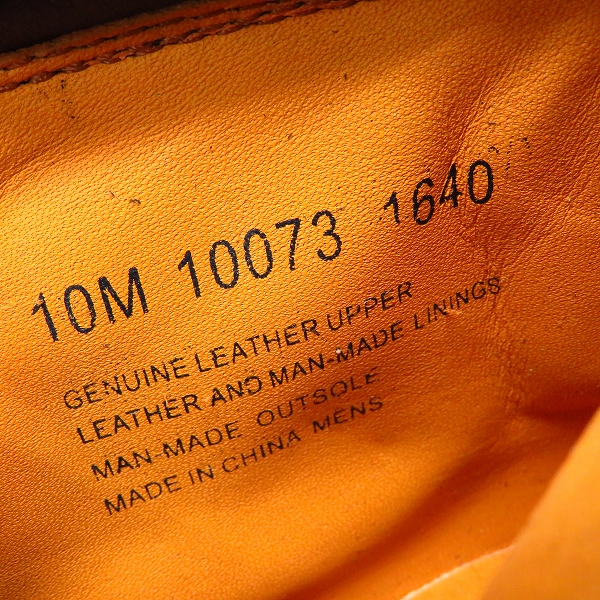 10M 10073 1640
GENUINE LEATHER UPPER
LEATHER AND MAN-MADE LININGS
MAN-MADE OUTSOLE
MADE IN CHINA MENS